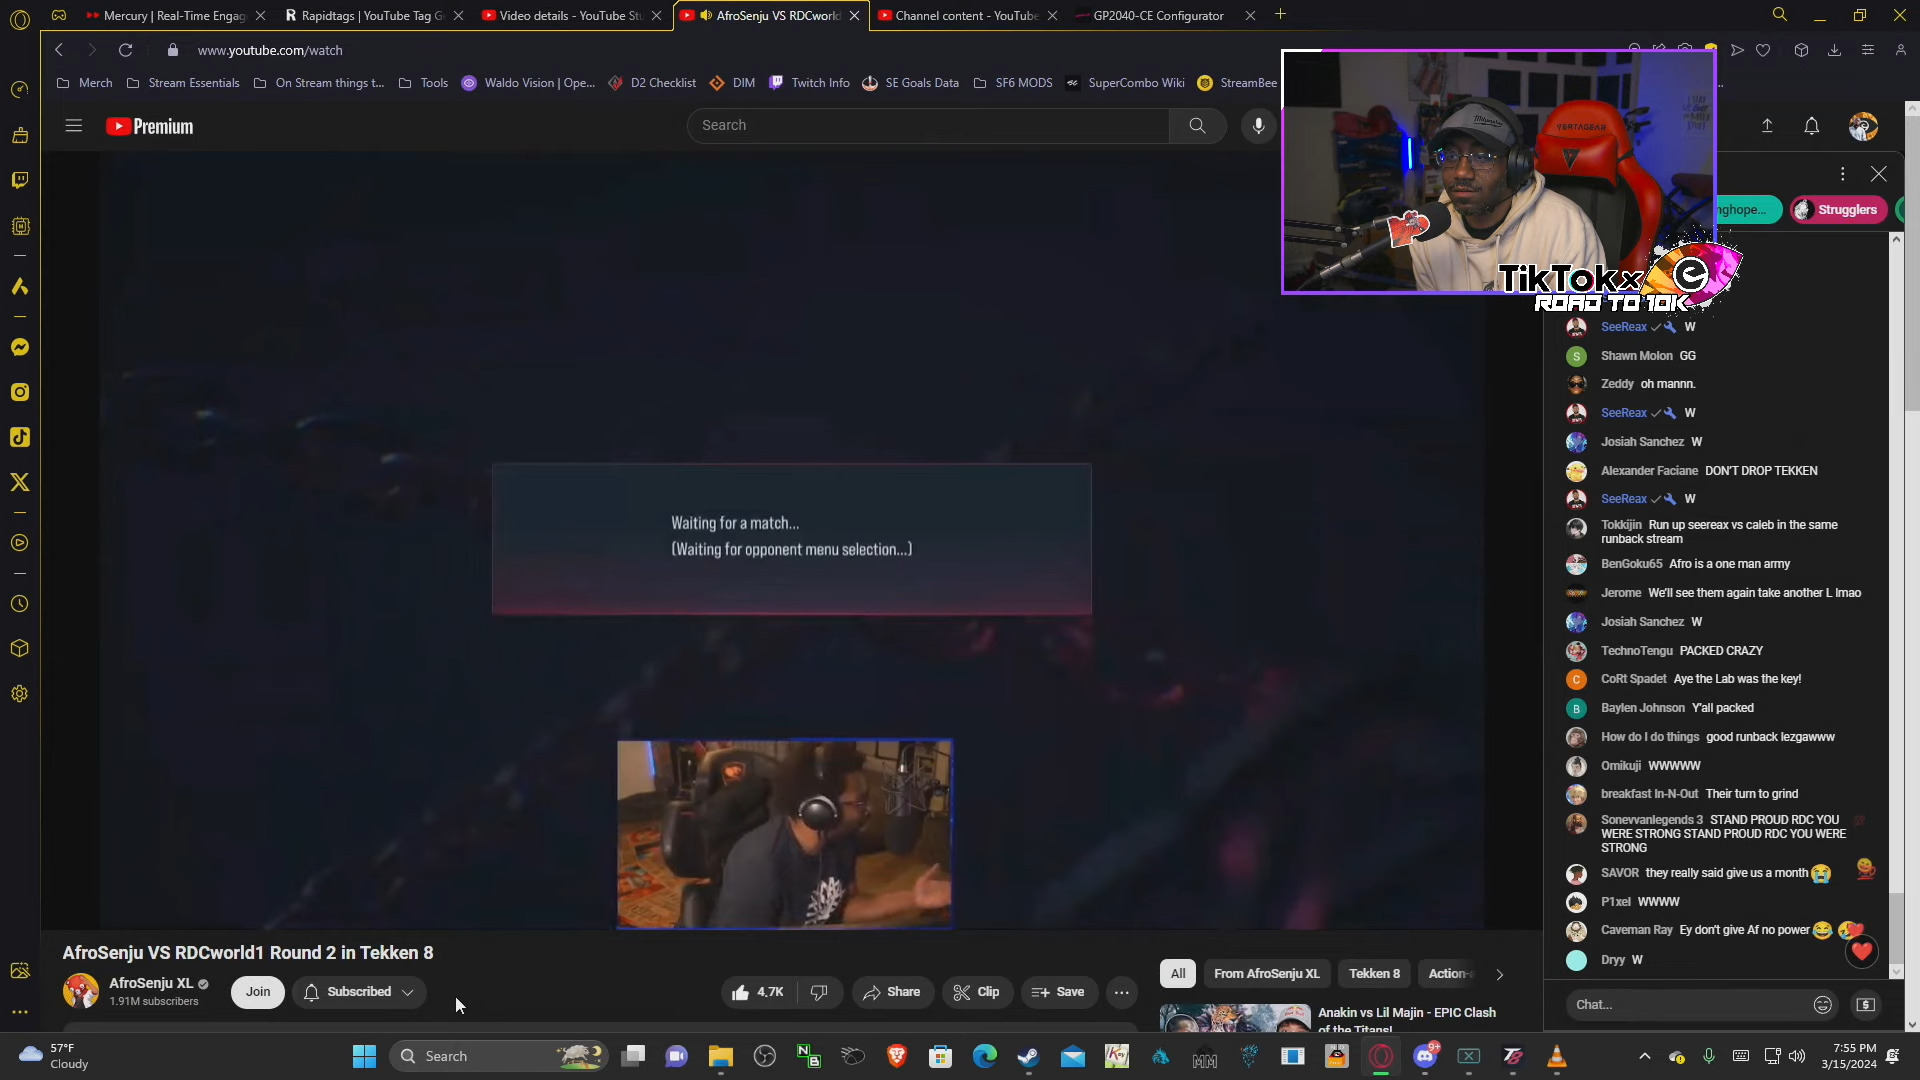 Mercury | Real-Time Engag
Rapidtags | YouTube Tag G
Video details - YouTube St
AfroSenju VS RDCworld
Channel content - YouTube
GP2040-CE Configurator
www.youtube.com/watch
Merch
Stream Essentials
On Stream things t...
Tools
Waldo Vision | Ope...
D2 Checklist
DIM
Twitch Info
SE Goals Data
SF6 MODS
SuperCombo Wiki
StreamBee
Premium
Search
VERTAGEAR
Milwaukee
nghope...
Strugglers
TikTok x e
ROAD TO 10K
SeeReax W
Shawn Molon GG
Zeddy oh mannn.
SeeReax W
Josiah Sanchez W
Alexander Faciane DON'T DROP TEKKEN
SeeReax W
Tokkijin Run up seereax vs caleb in the same
runback stream
BenGoku65 Afro is a one man army
Jerome We'll see them again take another L lmao
Josiah Sanchez W
TechnoTengu PACKED CRAZY
CoRt Spadet Aye the Lab was the key!
Baylen Johnson Y'all packed
How do I do things good runback lezgawww
Omikuji WWWWW
breakfast In-N-Out Their turn to grind
Sonevvanlegends 3 STAND PROUD RDC YOU
WERE STRONG STAND PROUD RDC YOU WERE
STRONG
SAVOR they really said give us a month
P1xel WWWW
Caveman Ray Ey don't give Af no power
Dryy W
Chat...
Waiting for a match...
(Waiting for opponent menu selection...)
AfroSenju VS RDCworld1 Round 2 in Tekken 8
AfroSenju XL
1.91M subscribers
Join
Subscribed
4.7K
Share
Clip
Save
All
From AfroSenju XL
Tekken 8
Action-
Anakin vs Lil Majin - EPIC Clash
of the Titans!
57°F
Cloudy
Search
9+
7:55 PM
3/15/2024